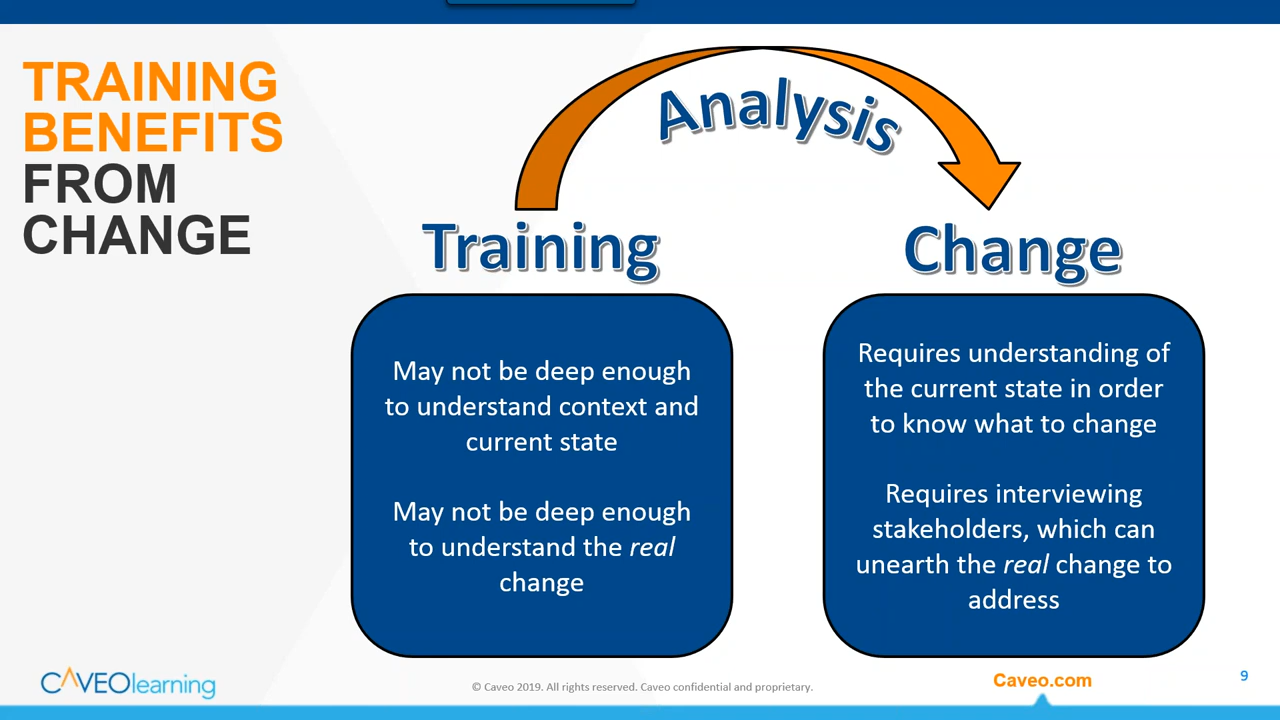 TRAINING
BENEFITS
FROM
CHANGE
Analysis
Training
Change
May not be deep enough
to understand context and
current state
May not be deep enough
to understand the real
change
Requires understanding of
the current state in order
to know what to change
Requires interviewing
stakeholders, which can
unearth the real change to
address
CAVEOlearning
© Caveo 2019. All rights reserved. Caveo confidential and proprietary.
Caveo.com
9